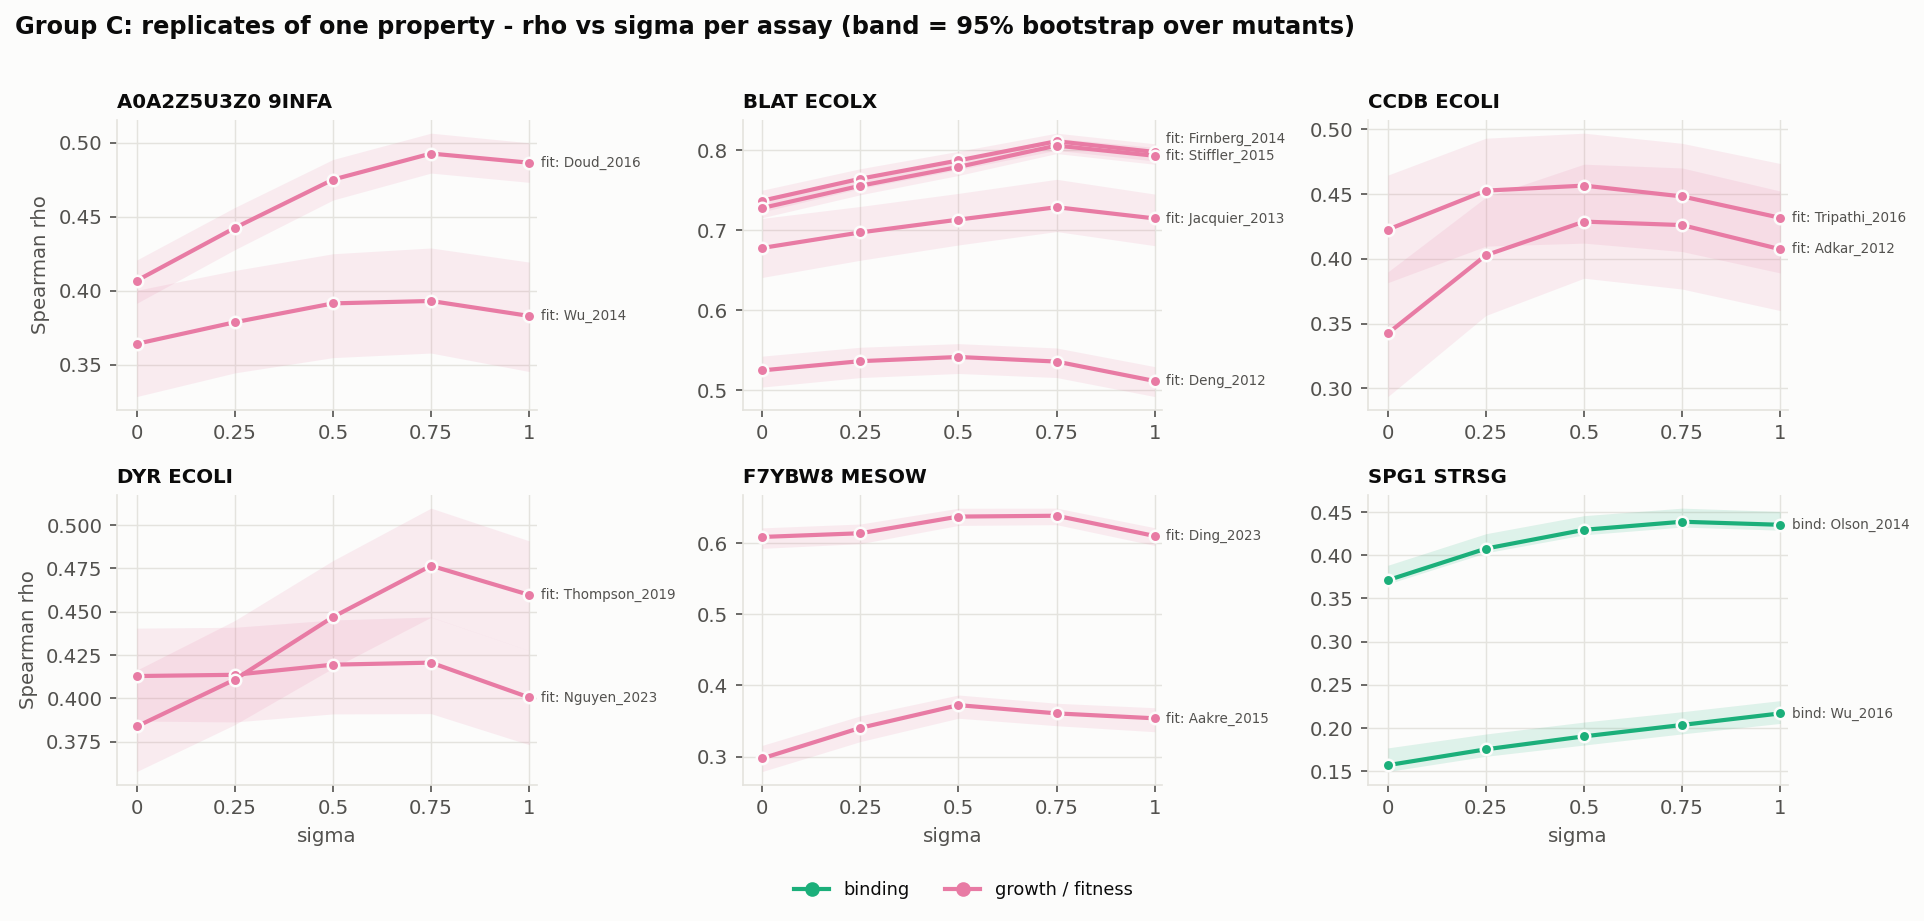 Group C: replicates of one property - rho vs sigma per assay (band = 95% bootstrap over mutants)
A0A2Z5U3Z0 9INFA
Spearman rho
0.50
0.45
0.40
0.35
0 0.25 0.5 0.75 1
fit: Doud_2016
fit: Wu_2014
BLAT ECOLX
0.8
0.7
0.6
0.5
0 0.25 0.5 0.75 1
fit: Firnberg_2014
fit: Stiffler_2015
fit: Jacquier_2013
fit: Deng_2012
CCDB ECOLI
0.50
0.45
0.40
0.35
0.30
0 0.25 0.5 0.75 1
fit: Tripathi_2016
fit: Adkar_2012
DYR ECOLI
Spearman rho
0.500
0.475
0.450
0.425
0.400
0.375
0 0.25 0.5 0.75 1
sigma
fit: Thompson_2019
fit: Nguyen_2023
F7YBW8 MESOW
0.6
0.5
0.4
0.3
0 0.25 0.5 0.75 1
sigma
fit: Ding_2023
fit: Aakre_2015
SPG1 STRSG
0.45
0.40
0.35
0.30
0.25
0.20
0.15
0 0.25 0.5 0.75 1
sigma
bind: Olson_2014
bind: Wu_2016
binding
growth / fitness